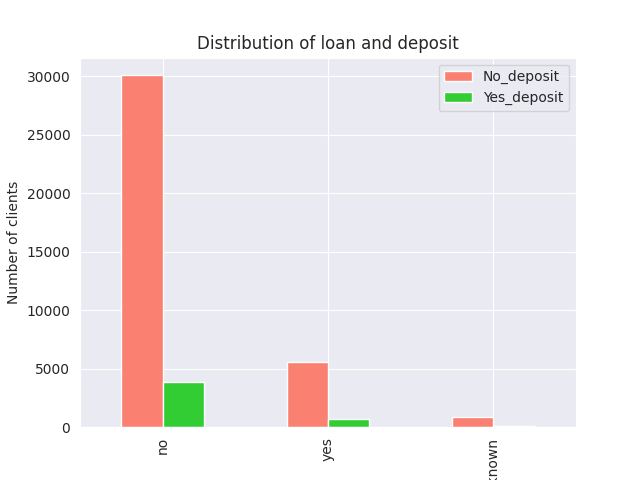 Distribution of loan and deposit
No_deposit
Yes_deposit
30000
25000
20000
15000
10000
5000
0
Number of clients
no
yes